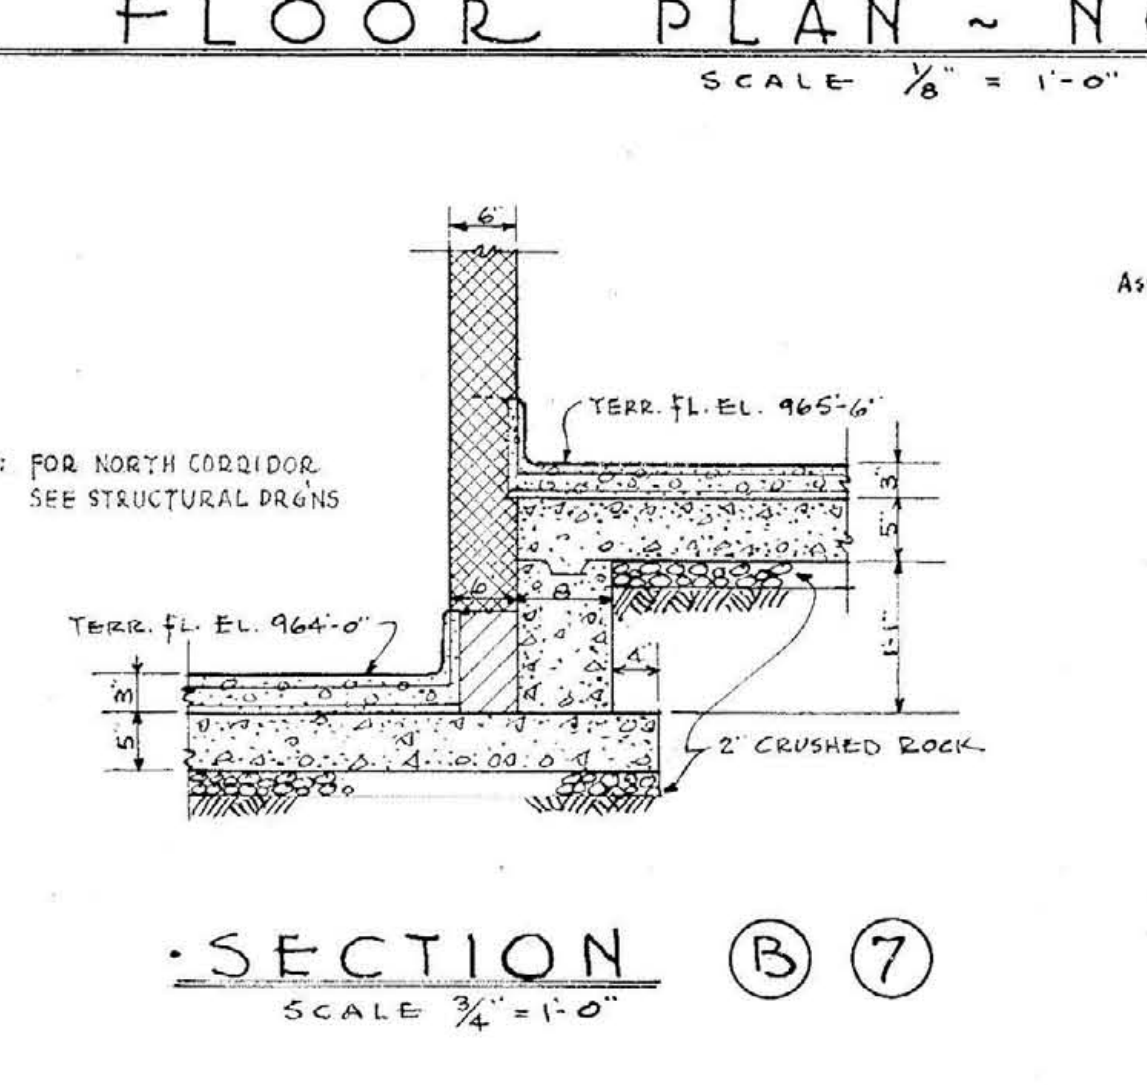 FLOOR PLAN ~
SCALE 1/8" = 1'-0"
6"
TERR. FL. EL. 965'-6"
: FOR NORTH CORRIDOR
SEE STRUCTURAL DRG'NS
3"
5"
6"
8"
TERR. FL. EL. 964'-0"
4"
1'-1"
3"
5"
2" CRUSHED ROCK
·SECTION B 7
SCALE 3/4" = 1'-0"